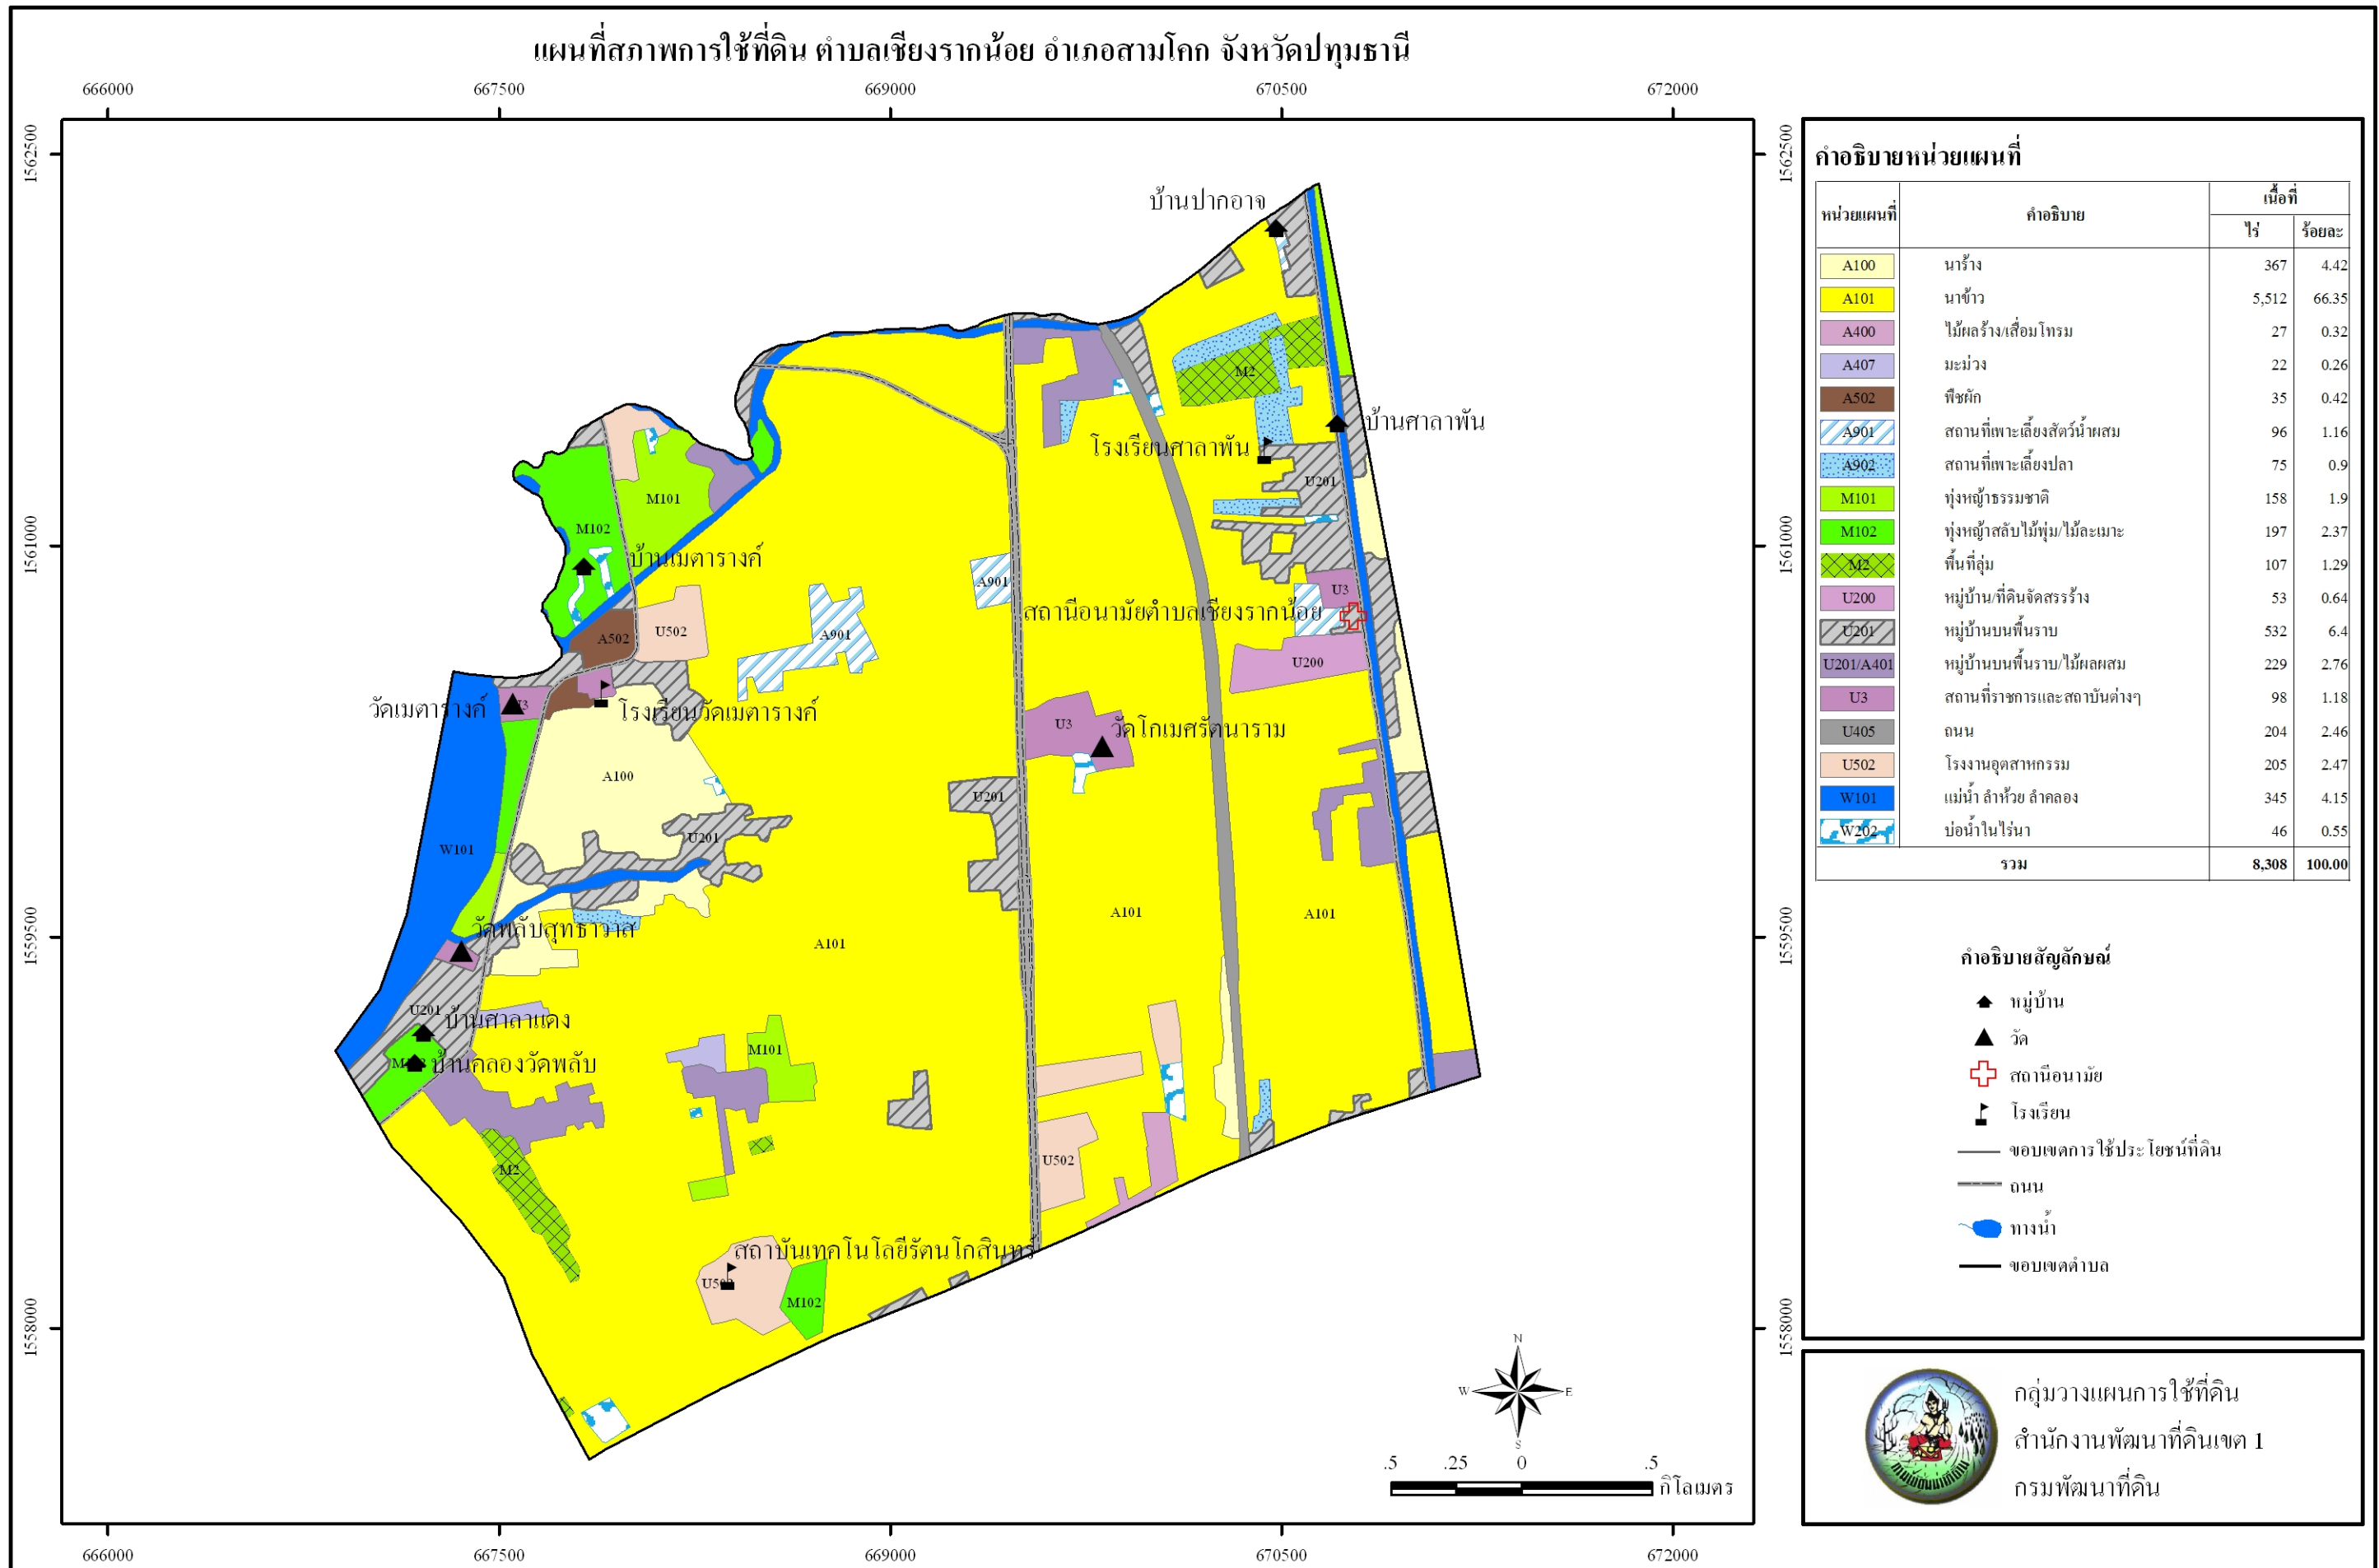 แผนที่สภาพการใช้ที่ดิน ตำบลเชียงรากน้อย อำเภอสามโคก จังหวัดปทุมธานี
666000 667500 669000 670500 672000
1562500 1562500
บ้านปากอาจ
M2
บ้านศาลาพัน
โรงเรียนศาลาพัน
U201
M101
M102
1561000 1561000
บ้านเมตารางค์
A901
U3
สถานีอนามัยตำบลเชียงรากน้อย
A502 U502 A901
U200
วัดเมตารางค์ U3
โรงเรียนวัดเมตารางค์
U3 วัดโกเมศรัตนาราม
A100
U201
U201
W101
A101 A101
วัดพลับสุทธาวาส
A101
1559500 1559500
U201 บ้านศาลาแดง
M101
M102 บ้านคลองวัดพลับ
U502
M2
สถาบันเทคโนโลยีรัตนโกสินทร์
U502
M102
1558000 1558000
N
W E
S
.5 .25 0 .5
กิโลเมตร
666000 667500 669000 670500 672000
คำอธิบายหน่วยแผนที่
หน่วยแผนที่ คำอธิบาย เนื้อที่
ไร่ ร้อยละ
A100 นาร้าง 367 4.42
A101 นาข้าว 5,512 66.35
A400 ไม้ผลร้าง/เสื่อมโทรม 27 0.32
A407 มะม่วง 22 0.26
A502 พืชผัก 35 0.42
A901 สถานที่เพาะเลี้ยงสัตว์น้ำผสม 96 1.16
A902 สถานที่เพาะเลี้ยงปลา 75 0.9
M101 ทุ่งหญ้าธรรมชาติ 158 1.9
M102 ทุ่งหญ้าสลับไม้พุ่ม/ไม้ละเมาะ 197 2.37
M2 พื้นที่ลุ่ม 107 1.29
U200 หมู่บ้าน/ที่ดินจัดสรรร้าง 53 0.64
U201 หมู่บ้านบนพื้นราบ 532 6.4
U201/A401 หมู่บ้านบนพื้นราบ/ไม้ผลผสม 229 2.76
U3 สถานที่ราชการและสถาบันต่างๆ 98 1.18
U405 ถนน 204 2.46
U502 โรงงานอุตสาหกรรม 205 2.47
W101 แม่น้ำ ลำห้วย ลำคลอง 345 4.15
W202 บ่อน้ำในไร่นา 46 0.55
รวม 8,308 100.00
คำอธิบายสัญลักษณ์
หมู่บ้าน
วัด
สถานีอนามัย
โรงเรียน
ขอบเขตการใช้ประโยชน์ที่ดิน
ถนน
ทางน้ำ
ขอบเขตตำบล
กรมพัฒนาที่ดิน
กลุ่มวางแผนการใช้ที่ดิน
สำนักงานพัฒนาที่ดินเขต 1
กรมพัฒนาที่ดิน